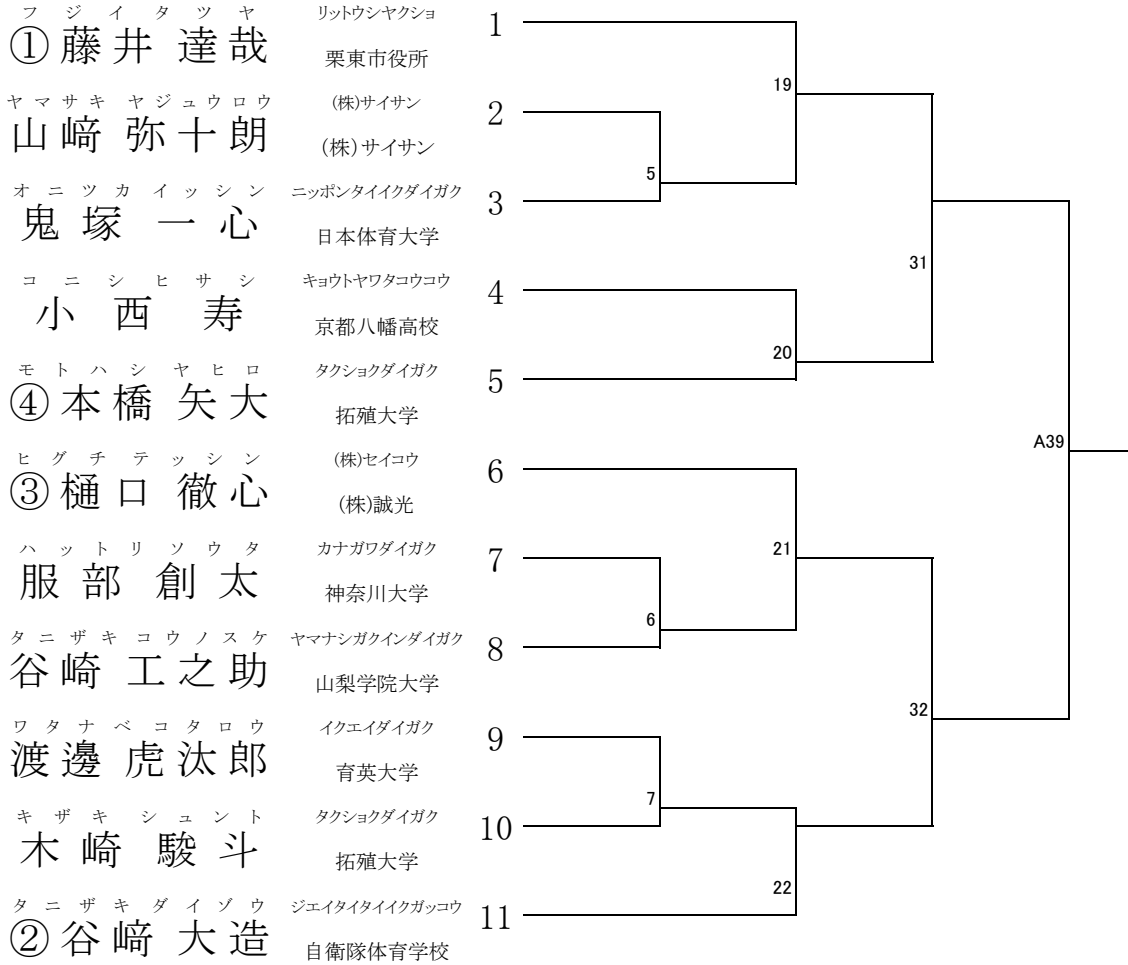 フジイタツヤ リットウシヤクショ
①藤井 達哉 栗東市役所 1
19
ヤマサキ ヤジュウロウ (株)サイサン
山﨑 弥十朗 (株)サイサン 2
5
オニツカイッシン ニッポンタイイクダイガク
鬼塚 一心 日本体育大学 3
31
コニシヒサシ キョウトヤワタコウコウ
小西 寿 京都八幡高校 4
20
モトハシヤヒロ タクショクダイガク
④本橋 矢大 拓殖大学 5
A39
ヒグチテッシン (株)セイコウ
③樋口 徹心 (株)誠光 6
21
ハットリソウタ カナガワダイガク
服部 創太 神奈川大学 7
6
タニザキコウノスケ ヤマナシガクインダイガク
谷崎 工之助 山梨学院大学 8
32
ワタナベコタロウ イクエイダイガク
渡邊 虎汰郎 育英大学 9
7
キザキシュント タクショクダイガク
木崎 駿斗 拓殖大学 10
22
タニザキダイゾウ ジエイタイタイイクガッコウ
②谷﨑 大造 自衛隊体育学校 11